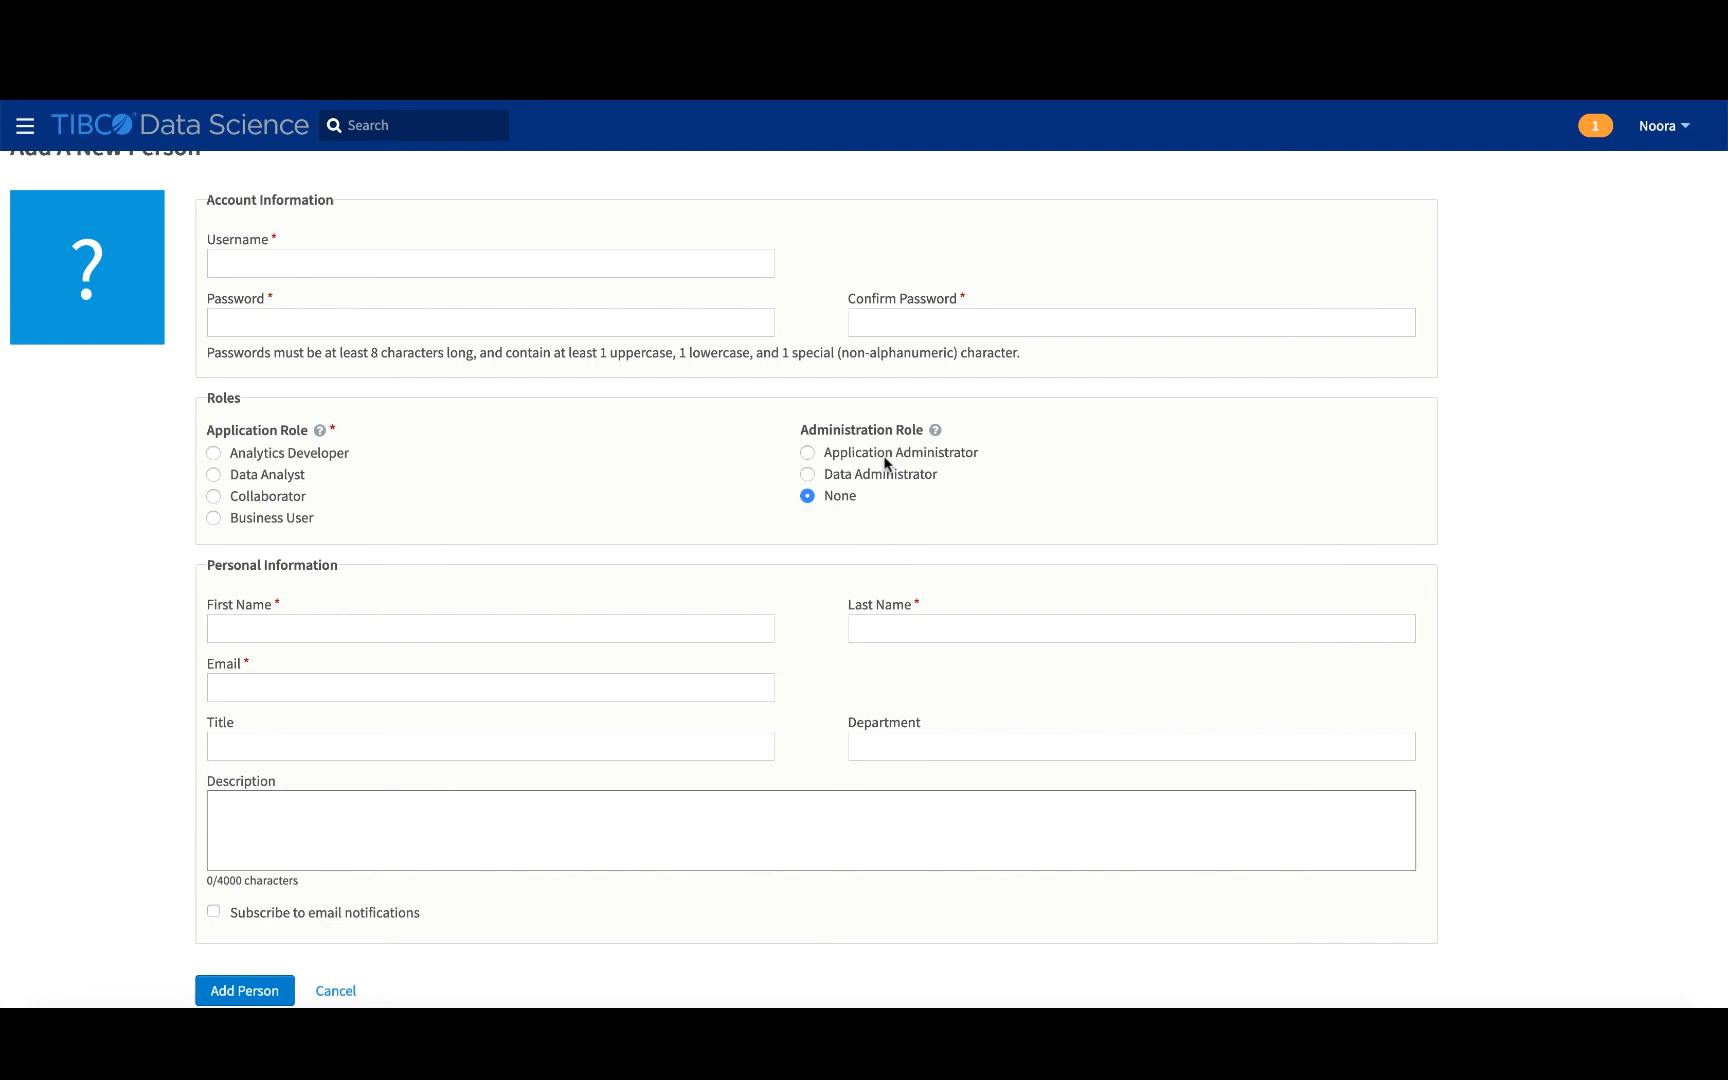 TIBCO Data Science
Search
1
Noora
Add A New Person
?
Account Information
Username *
Password *
Confirm Password *
Passwords must be at least 8 characters long, and contain at least 1 uppercase, 1 lowercase, and 1 special (non-alphanumeric) character.
Roles
Application Role ? *
Administration Role ?
Analytics Developer
Application Administrator
Data Analyst
Data Administrator
Collaborator
None
Business User
Personal Information
First Name *
Last Name *
Email *
Title
Department
Description
0/4000 characters
Subscribe to email notifications
Add Person
Cancel